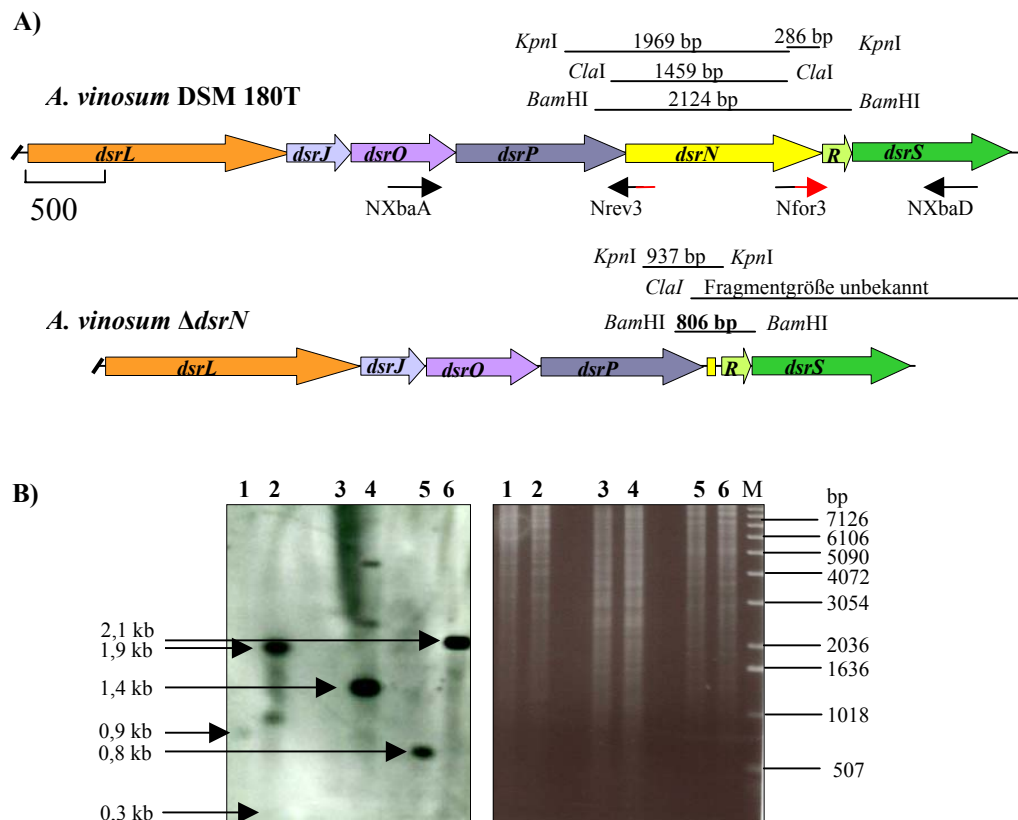 A)
KpnI 1969 bp 286 bp KpnI
ClaI 1459 bp ClaI
A. vinosum DSM 180T BamHI 2124 bp BamHI
dsrL dsrJ dsrO dsrP dsrN R dsrS
500 NXbaA Nrev3 Nfor3 NXbaD
KpnI 937 bp KpnI
ClaI Fragmentgröße unbekannt
A. vinosum ΔdsrN BamHI 806 bp BamHI
dsrL dsrJ dsrO dsrP R dsrS
B) 1 2 3 4 5 6 1 2 3 4 5 6 M bp
7126
6106
5090
4072
3054
2,1 kb
1,9 kb 2036
1636
1,4 kb
1018
0,9 kb
0,8 kb
507
0,3 kb